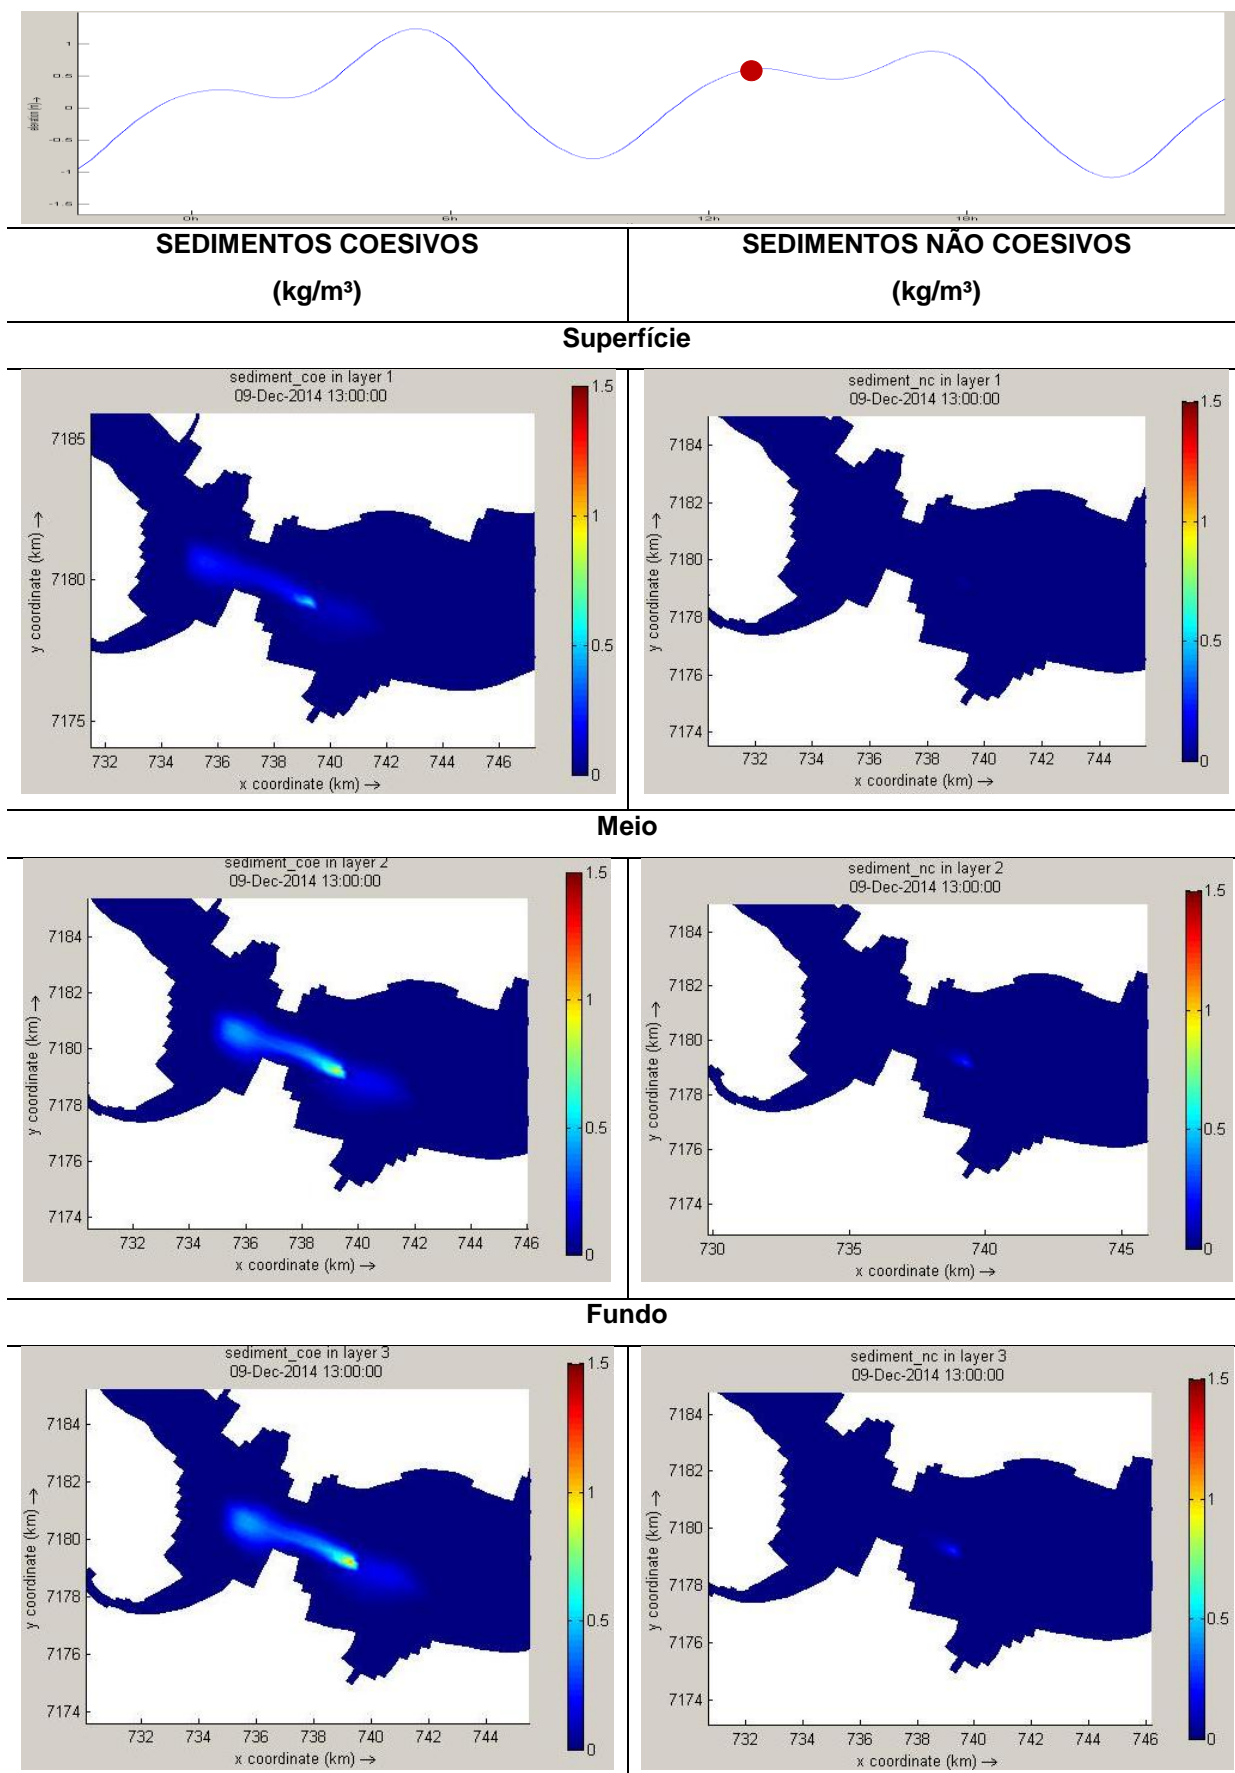 1
0.5
0
-0.5
-1
-1.5
elevation (m) →
0h
6h
12h
18h
SEDIMENTOS COESIVOS
(kg/m³)
SEDIMENTOS NÃO COESIVOS
(kg/m³)
Superfície
sediment_coe in layer 1
09-Dec-2014 13:00:00
7185
7180
7175
y coordinate (km) →
732 734 736 738 740 742 744 746
x coordinate (km) →
1.5
1
0.5
0
sediment_nc in layer 1
09-Dec-2014 13:00:00
7184
7182
7180
7178
7176
7174
y coordinate (km) →
732 734 736 738 740 742 744
x coordinate (km) →
1.5
1
0.5
0
Meio
sediment_coe in layer 2
09-Dec-2014 13:00:00
7184
7182
7180
7178
7176
7174
y coordinate (km) →
732 734 736 738 740 742 744 746
x coordinate (km) →
1.5
1
0.5
0
sediment_nc in layer 2
09-Dec-2014 13:00:00
7184
7182
7180
7178
7176
7174
y coordinate (km) →
730 735 740 745
x coordinate (km) →
1.5
1
0.5
0
Fundo
sediment_coe in layer 3
09-Dec-2014 13:00:00
7184
7182
7180
7178
7176
7174
y coordinate (km) →
732 734 736 738 740 742 744
x coordinate (km) →
1.5
1
0.5
0
sediment_nc in layer 3
09-Dec-2014 13:00:00
7184
7182
7180
7178
7176
7174
y coordinate (km) →
732 734 736 738 740 742 744 746
x coordinate (km) →
1.5
1
0.5
0